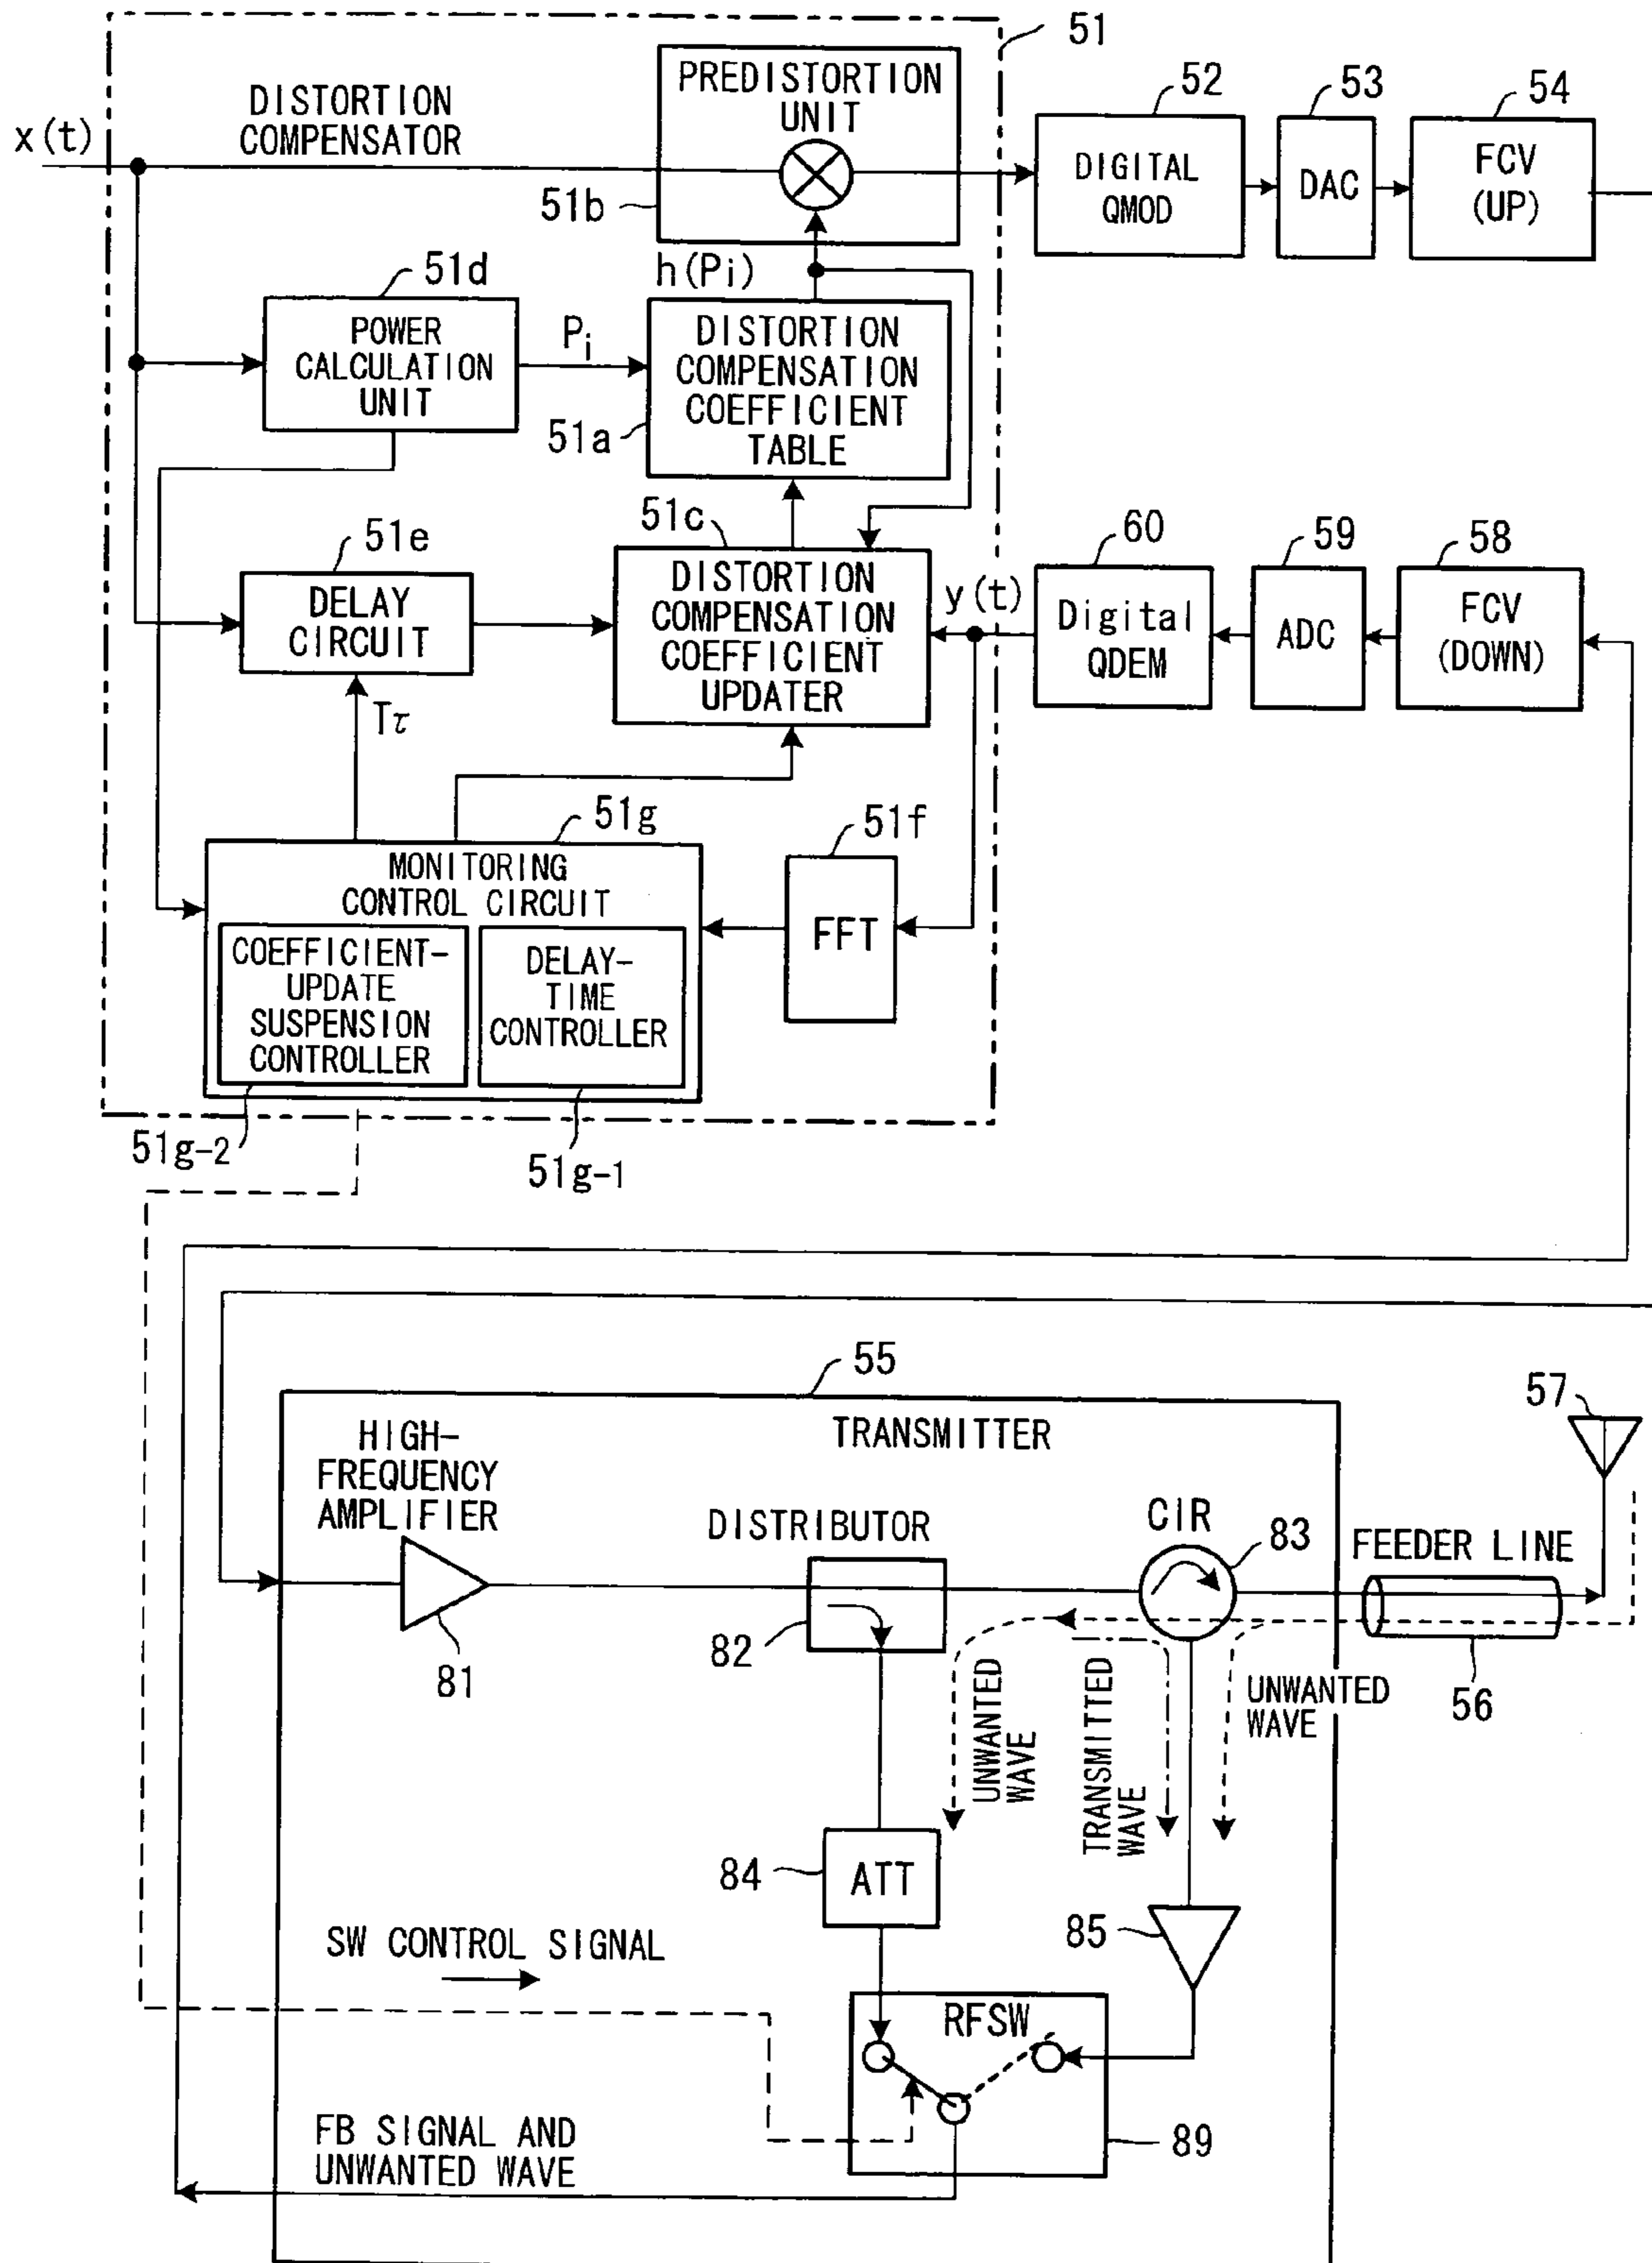 51
PREDISTORTION
UNIT
DISTORTION
COMPENSATOR
x(t)
51b
52
53
54
DIGITAL
QMOD
DAC
FCV
(UP)
51d
h(Pi)
POWER
CALCULATION
UNIT
Pi
DISTORTION
COMPENSATION
COEFFICIENT
TABLE
51a
51c
51e
DELAY
CIRCUIT
DISTORTION
COMPENSATION
COEFFICIENT
UPDATER
y(t)
60
59
58
Digital
QDEM
ADC
FCV
(DOWN)
Tτ
51g
51f
MONITORING
CONTROL CIRCUIT
FFT
COEFFICIENT-
UPDATE
SUSPENSION
CONTROLLER
DELAY-
TIME
CONTROLLER
51g-2
51g-1
55
57
TRANSMITTER
HIGH-
FREQUENCY
AMPLIFIER
DISTRIBUTOR
CIR
83
FEEDER LINE
81
82
56
UNWANTED
WAVE
TRANSMITTED
WAVE
UNWANTED
WAVE
84
ATT
85
SW CONTROL SIGNAL
RFSW
89
FB SIGNAL AND
UNWANTED WAVE